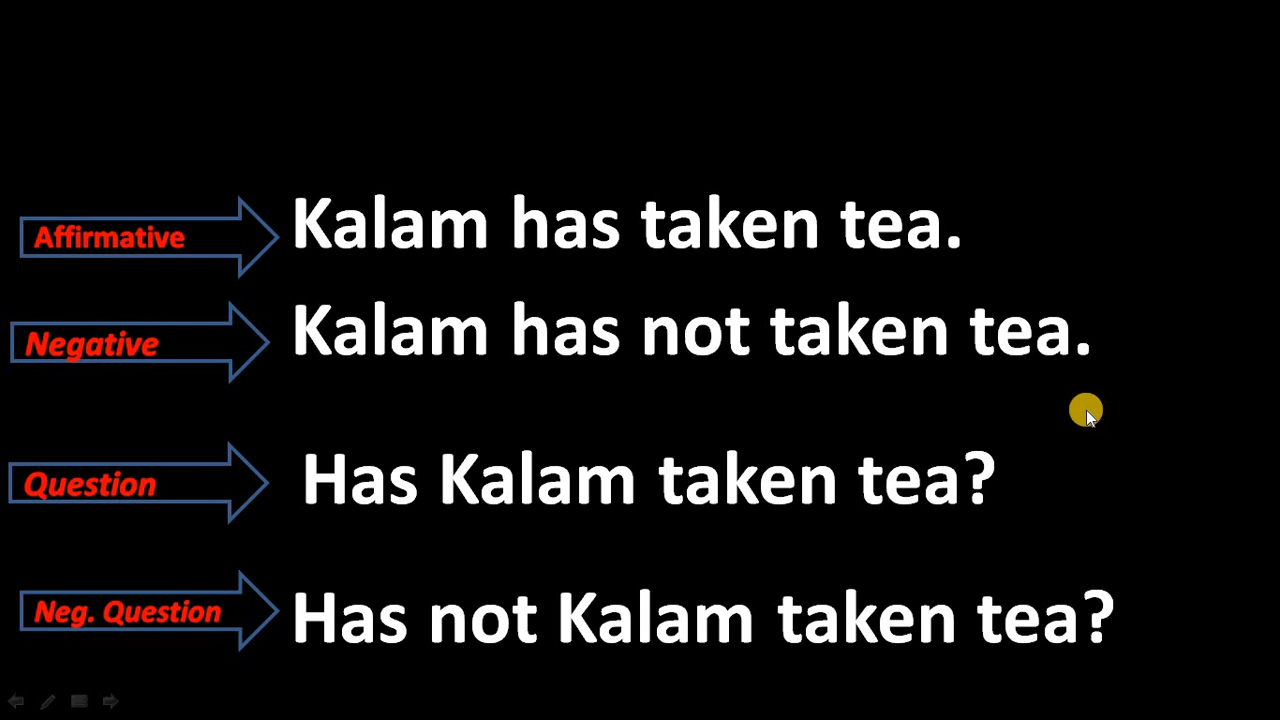 Affirmative Kalam has taken tea.
Negative Kalam has not taken tea.
Question Has Kalam taken tea?
Neg. Question Has not Kalam taken tea?